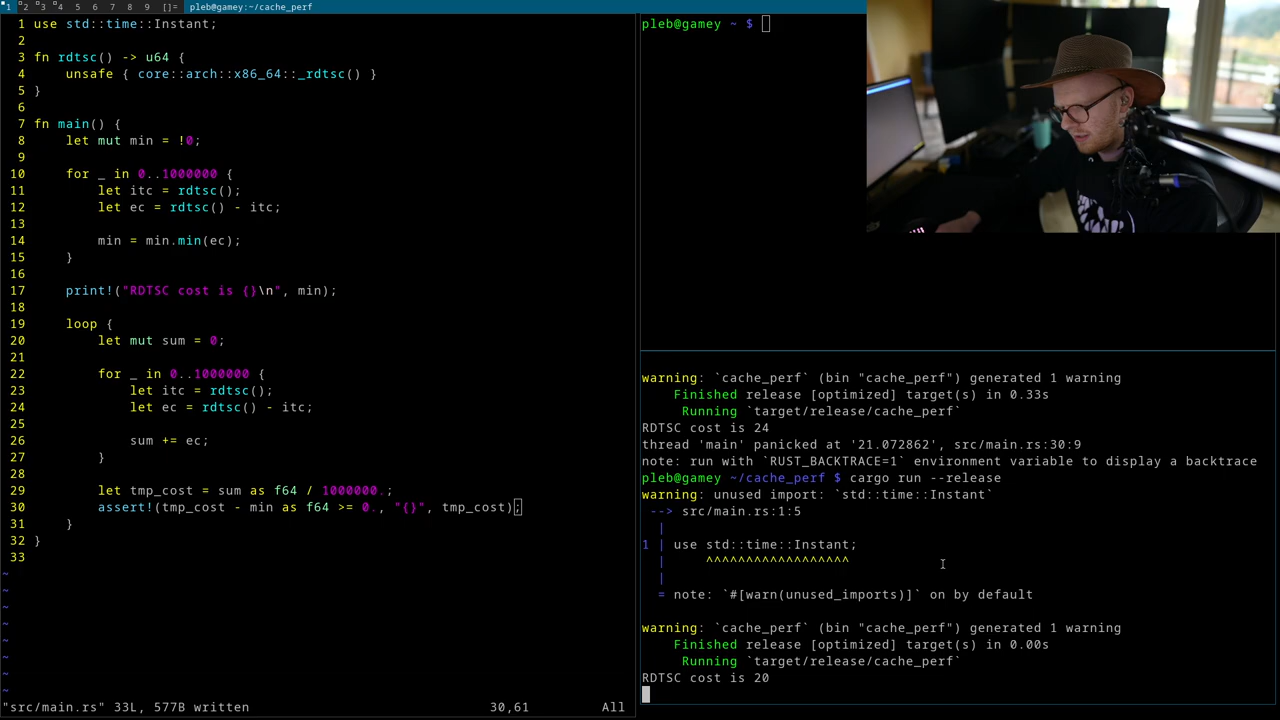 1 2 3 4 5 6 7 8 9 []= pleb@gamey:~/cache_perf
1 use std::time::Instant;
2
3 fn rdtsc() -> u64 {
4     unsafe { core::arch::x86_64::_rdtsc() }
5 }
6
7 fn main() {
8     let mut min = !0;
9
10     for _ in 0..1000000 {
11         let itc = rdtsc();
12         let ec = rdtsc() - itc;
13
14         min = min.min(ec);
15     }
16
17     print!("RDTSC cost is {}\n", min);
18
19     loop {
20         let mut sum = 0;
21
22         for _ in 0..1000000 {
23             let itc = rdtsc();
24             let ec = rdtsc() - itc;
25
26             sum += ec;
27         }
28
29         let tmp_cost = sum as f64 / 1000000.;
30         assert!(tmp_cost - min as f64 >= 0., "{}", tmp_cost);
31     }
32 }
33
~
~
~
~
~
~
~
~
"src/main.rs" 33L, 577B written 30,61 All
pleb@gamey ~ $
warning: `cache_perf` (bin "cache_perf") generated 1 warning
    Finished release [optimized] target(s) in 0.33s
     Running `target/release/cache_perf`
RDTSC cost is 24
thread 'main' panicked at '21.072862', src/main.rs:30:9
note: run with `RUST_BACKTRACE=1` environment variable to display a backtrace
pleb@gamey ~/cache_perf $ cargo run --release
warning: unused import: `std::time::Instant`
 --> src/main.rs:1:5
  |
1 | use std::time::Instant;
  |     ^^^^^^^^^^^^^^^^^^
  |
  = note: `#[warn(unused_imports)]` on by default
warning: `cache_perf` (bin "cache_perf") generated 1 warning
    Finished release [optimized] target(s) in 0.00s
     Running `target/release/cache_perf`
RDTSC cost is 20